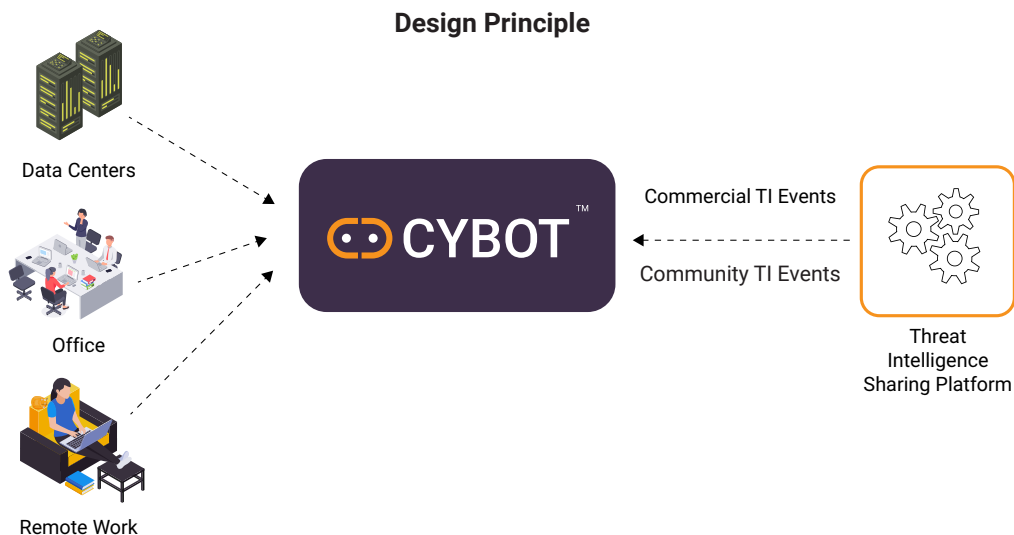 Design Principle
Data Centers
Office
Remote Work
CYBOT™
Commercial TI Events
Community TI Events
Threat
Intelligence
Sharing Platform